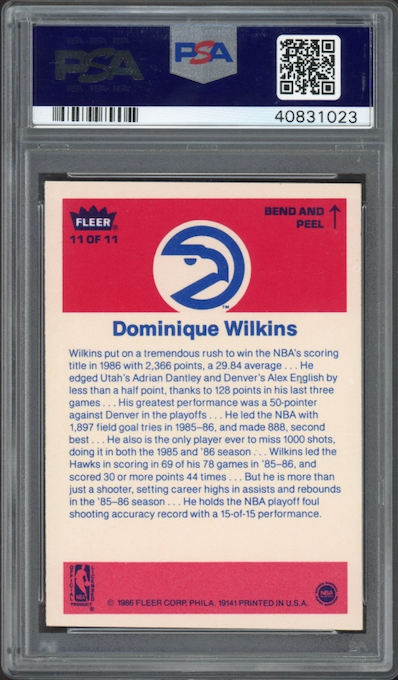 PSA
PSA
40831023
FLEER
11 OF 11
BEND AND
PEEL
TM
Dominique Wilkins
Wilkins put on a tremendous rush to win the NBA's scoring
title in 1986 with 2,366 points, a 29.84 average . . . He
edged Utah's Adrian Dantley and Denver's Alex English by
less than a half point, thanks to 128 points in his last three
games . . . His greatest performance was a 50-pointer
against Denver in the playoffs . . . He led the NBA with
1,897 field goal tries in 1985–86, and made 888, second
best . . . He also is the only player ever to miss 1000 shots,
doing it in both the 1985 and '86 season . . . Wilkins led the
Hawks in scoring in 69 of his 78 games in '85–86, and
scored 30 or more points 44 times . . . But he is more than
just a shooter, setting career highs in assists and rebounds
in the '85–86 season . . . He holds the NBA playoff foul
shooting accuracy record with a 15-of-15 performance.
OFFICIAL
LICENSED
NBA
PRODUCT
© 1986 FLEER CORP. PHILA. 19141 PRINTED IN U.S.A.
NBA